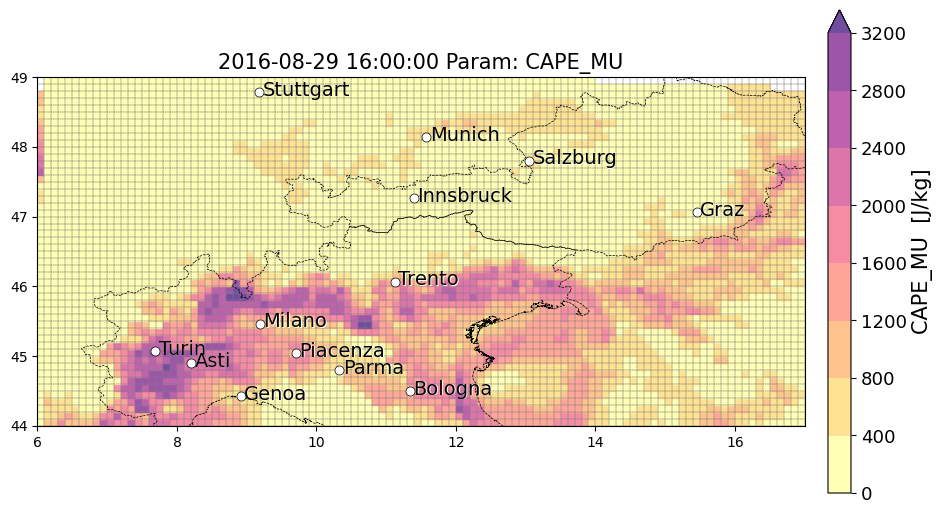 2016-08-29 16:00:00 Param: CAPE_MU
49
48
47
46
45
44
6
8
10
12
14
16
Stuttgart
Munich
Salzburg
Innsbruck
Graz
Trento
Milano
Turin
Asti
Piacenza
Parma
Genoa
Bologna
3200
2800
2400
2000
1600
1200
800
400
0
CAPE_MU [J/kg]